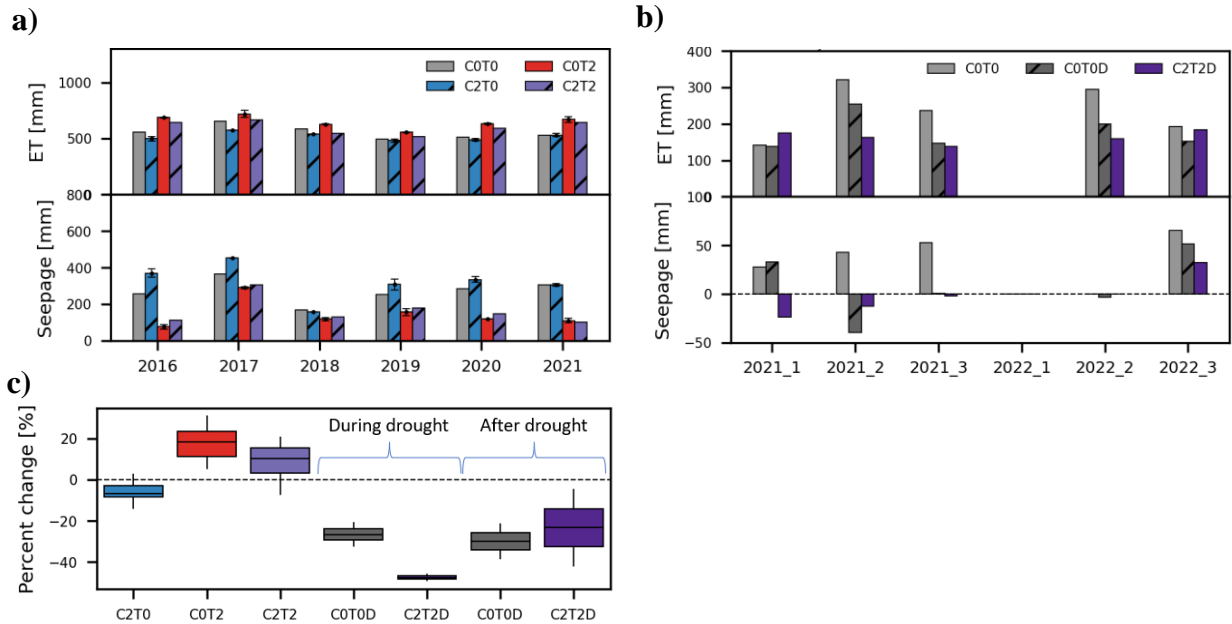 a)
C0T0
C0T2
C2T0
C2T2
ET [mm]
1000
500
0
800
Seepage [mm]
400
200
0
2016
2017
2018
2019
2020
2021
b)
C0T0
C0T0D
C2T2D
ET [mm]
400
300
200
100
0
100
Seepage [mm]
50
0
−50
2021_1
2021_2
2021_3
2022_1
2022_2
2022_3
c)
Percent change [%]
20
0
−20
−40
During drought
After drought
C2T0
C0T2
C2T2
C0T0D
C2T2D
C0T0D
C2T2D